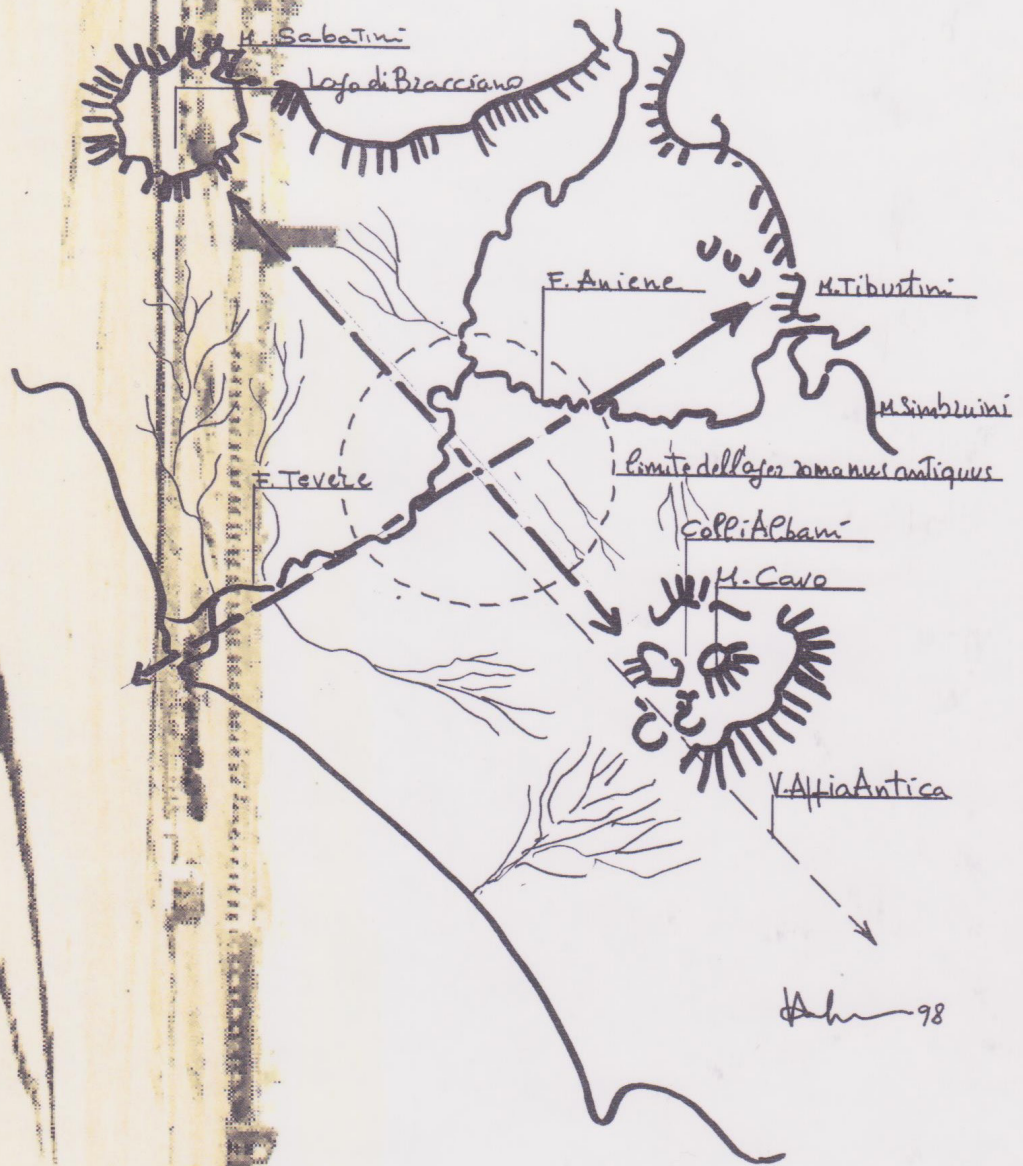 M. Sabatini
Lago di Bracciano
F. Aniene
M. Tiburtini
M. Simbruini
F. Tevere
limite dell'ager romanus antiquus
Colli Albani
M. Cavo
V. Appia Antica
98